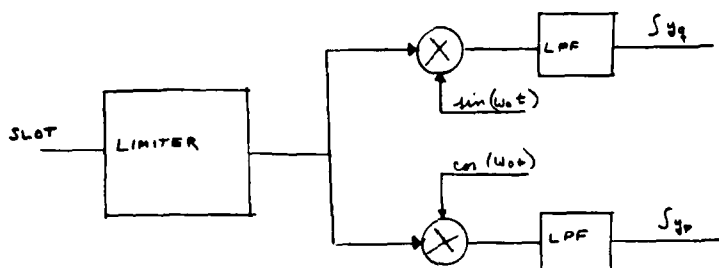 ∫ y_q
LPF
sin(ω₀t)
SLOT
LIMITER
cos(ω₀t)
∫ y_p
LPF